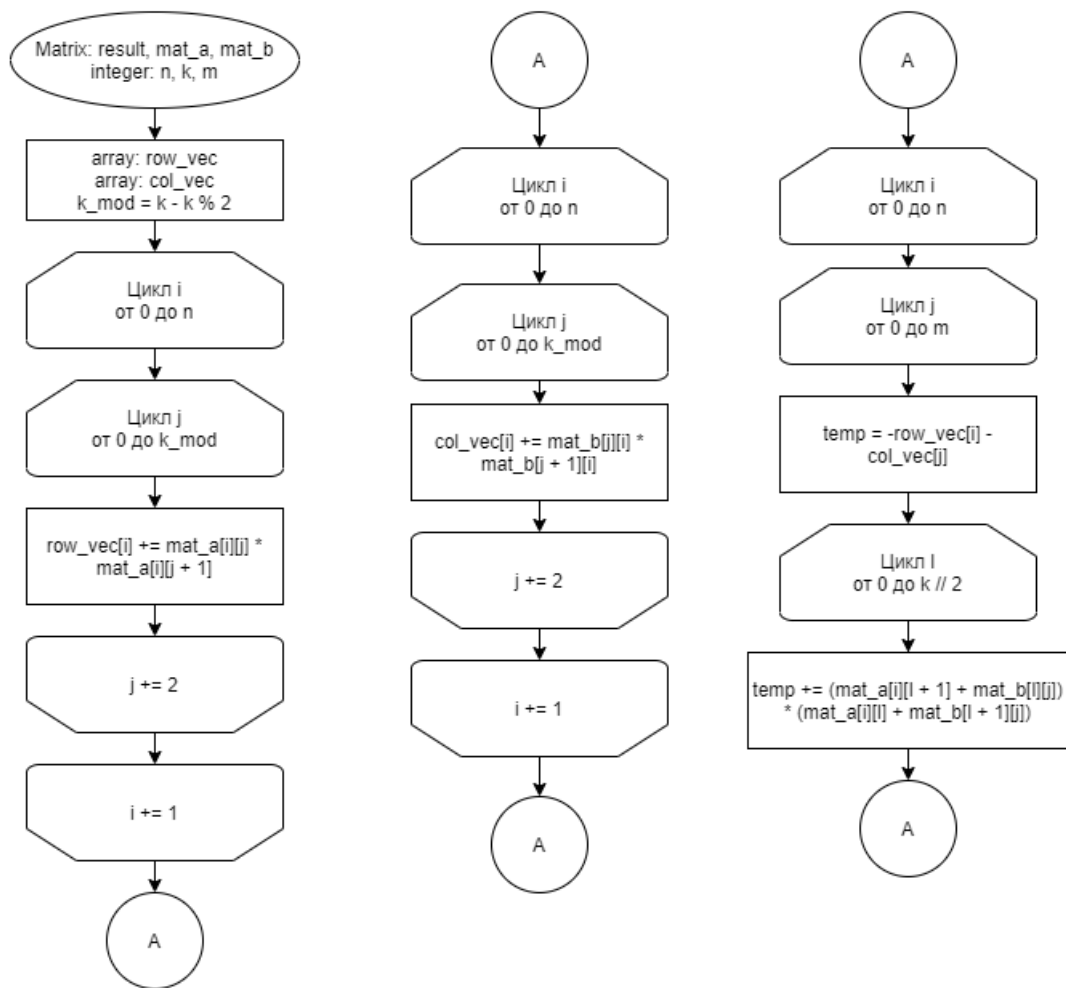 Matrix: result, mat_a, mat_b
integer: n, k, m
array: row_vec
array: col_vec
k_mod = k - k % 2
Цикл i
от 0 до n
Цикл j
от 0 до k_mod
row_vec[i] += mat_a[i][j] *
mat_a[i][j + 1]
j += 2
i += 1
A
A
Цикл i
от 0 до n
Цикл j
от 0 до k_mod
col_vec[i] += mat_b[j][i] *
mat_b[j + 1][i]
j += 2
i += 1
A
A
Цикл i
от 0 до n
Цикл j
от 0 до m
temp = -row_vec[i] -
col_vec[j]
Цикл l
от 0 до k // 2
temp += (mat_a[i][l + 1] + mat_b[l][j])
* (mat_a[i][l] + mat_b[l + 1][j])
A